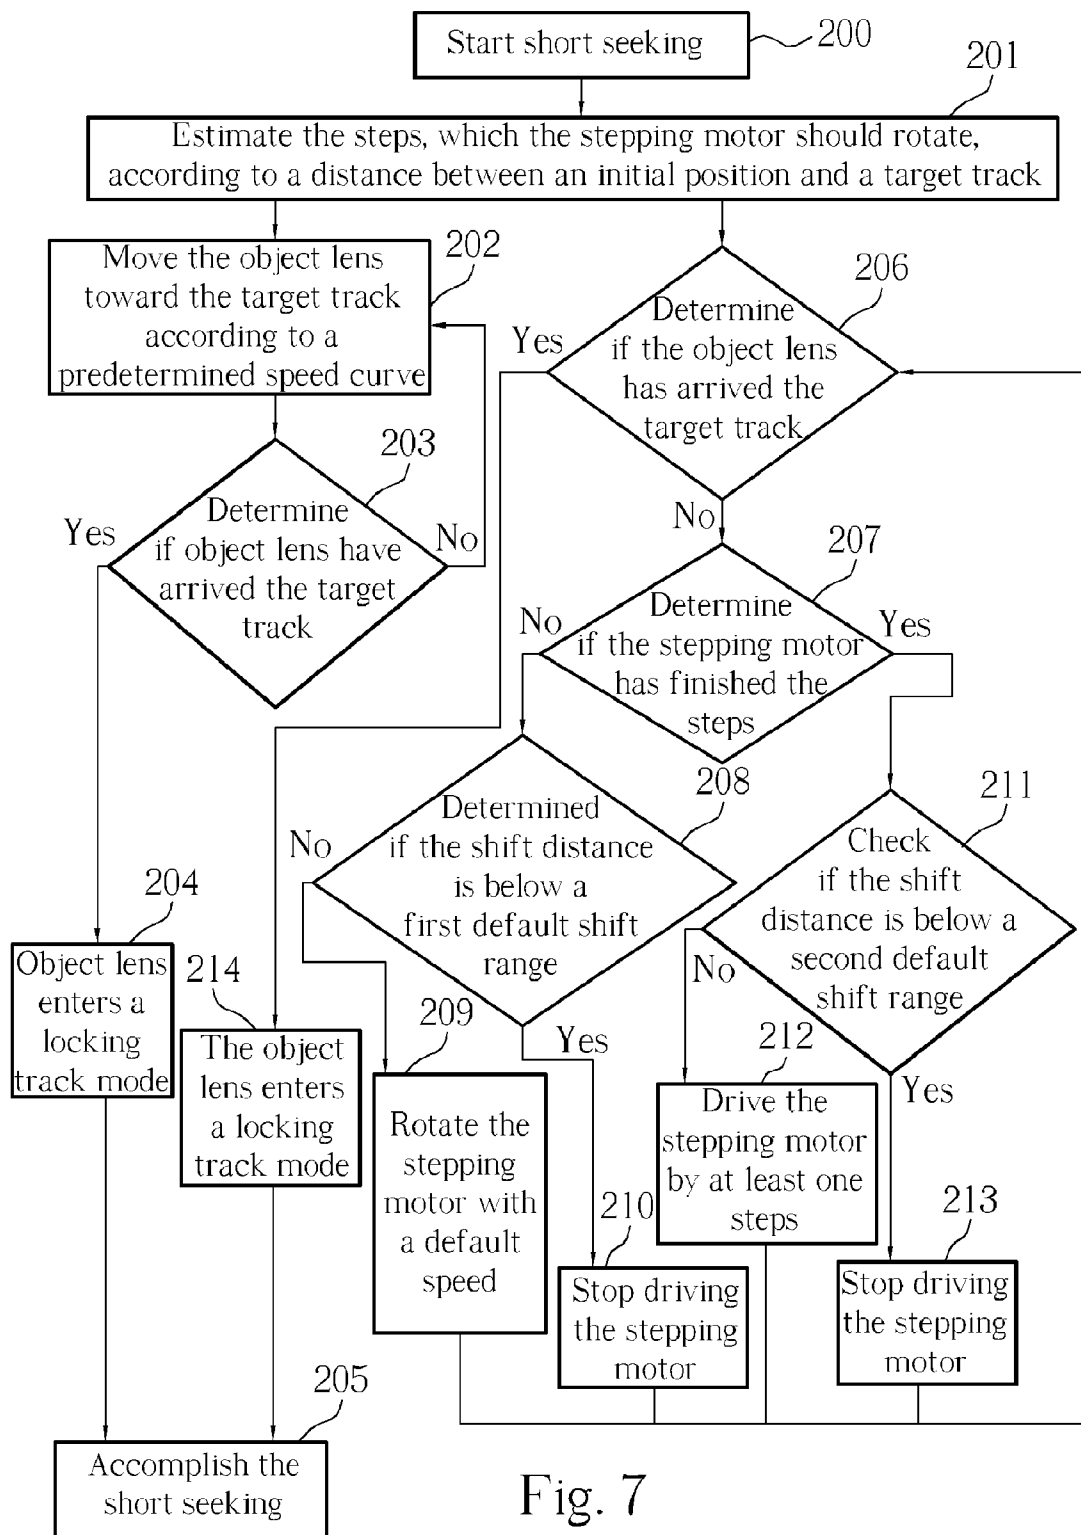 Start short seeking
200
201
Estimate the steps, which the stepping motor should rotate,
according to a distance between an initial position and a target track
202
Move the object lens
toward the target track
according to a
predetermined speed curve
206
Determine
if the object lens
has arrived the
target track
Yes
No
203
Determine
if object lens have
arrived the target
track
Yes
No
207
Determine
if the stepping motor
has finished the
steps
No
Yes
208
Determined
if the shift distance
is below a
first default shift
range
No
Yes
211
Check
if the shift
distance is below a
second default
shift range
No
Yes
204
Object lens
enters a
locking
track mode
214
The object
lens enters
a locking
track mode
209
Rotate the
stepping
motor with
a default
speed
212
Drive the
stepping motor
by at least one
steps
210
Stop driving
the stepping
motor
213
Stop driving
the stepping
motor
205
Accomplish the
short seeking
Fig. 7